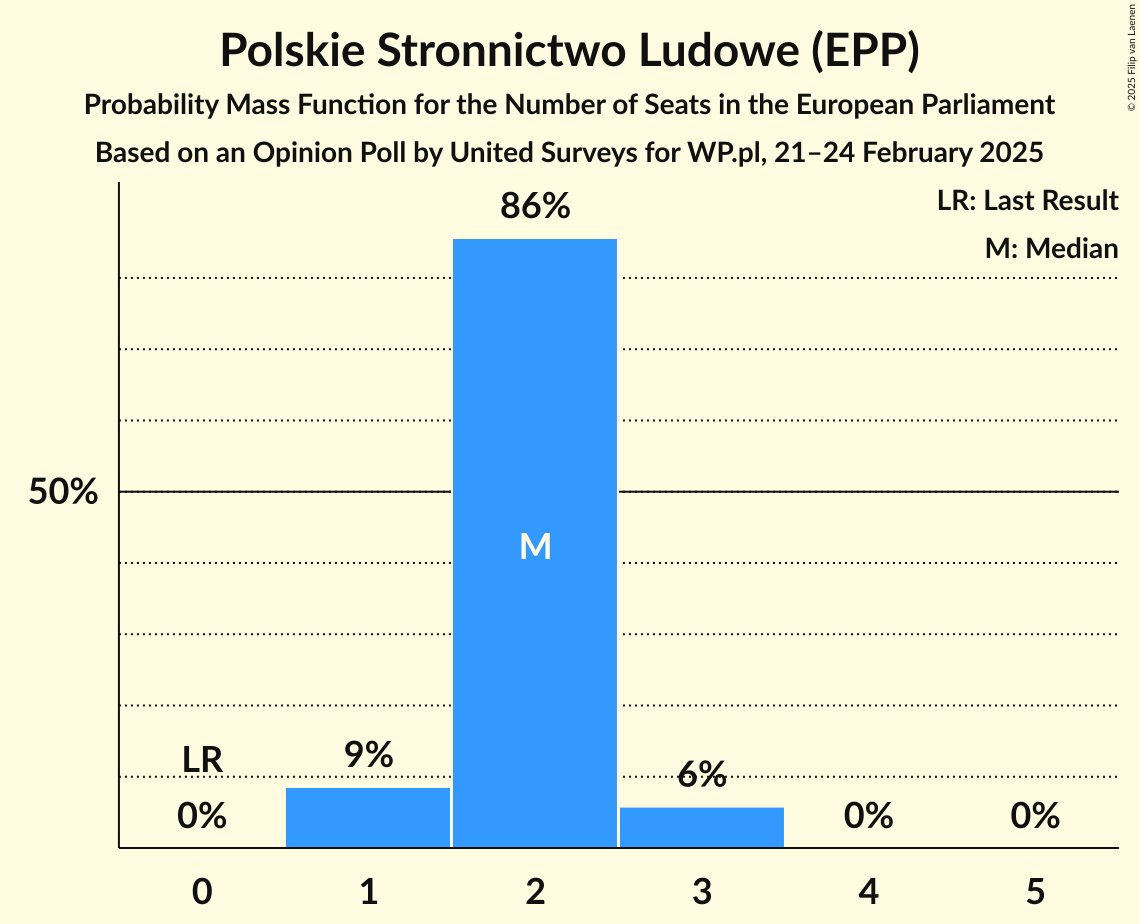 Polskie Stronnictwo Ludowe (EPP)
Probability Mass Function for the Number of Seats in the European Parliament
Based on an Opinion Poll by United Surveys for WP.pl, 21–24 February 2025
© 2025 Filip van Laenen
LR: Last Result
M: Median
86%
50%
M
LR
9%
6%
0%
0%
0%
0
1
2
3
4
5